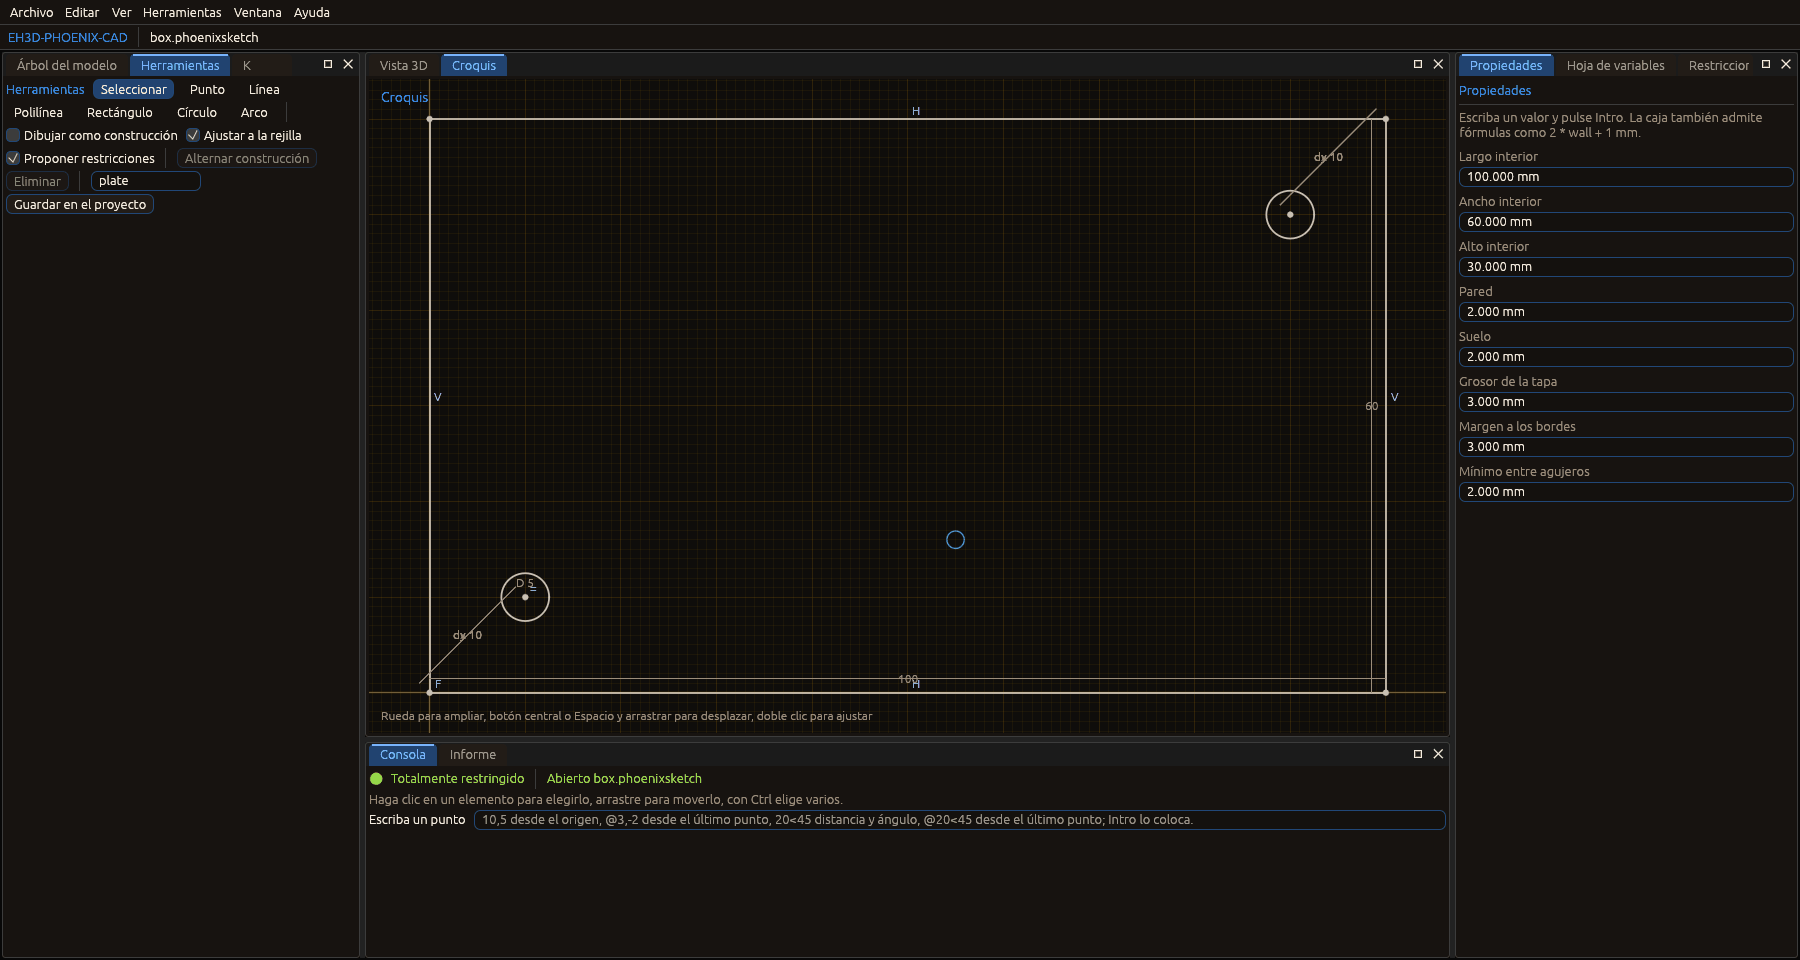 Archivo Editar Ver Herramientas Ventana Ayuda
EH3D-PHOENIX-CAD box.phoenixsketch
Árbol del modelo Herramientas K
Herramientas Seleccionar Punto Línea
Polilínea Rectángulo Círculo Arco
Dibujar como construcción Ajustar a la rejilla
Proponer restricciones Alternar construcción
Eliminar plate
Guardar en el proyecto
Vista 3D Croquis
Croquis
H
dx 10
V
60
V
D 5
=
dx 10
F
100
H
Rueda para ampliar, botón central o Espacio y arrastrar para desplazar, doble clic para ajustar
Consola Informe
Totalmente restringido Abierto box.phoenixsketch
Haga clic en un elemento para elegirlo, arrastre para moverlo, con Ctrl elige varios.
Escriba un punto 10,5 desde el origen, @3,-2 desde el último punto, 20<45 distancia y ángulo, @20<45 desde el último punto; Intro lo coloca.
Propiedades Hoja de variables Restriccior
Propiedades
Escriba un valor y pulse Intro. La caja también admite
fórmulas como 2 * wall + 1 mm.
Largo interior
100.000 mm
Ancho interior
60.000 mm
Alto interior
30.000 mm
Pared
2.000 mm
Suelo
2.000 mm
Grosor de la tapa
3.000 mm
Margen a los bordes
3.000 mm
Mínimo entre agujeros
2.000 mm